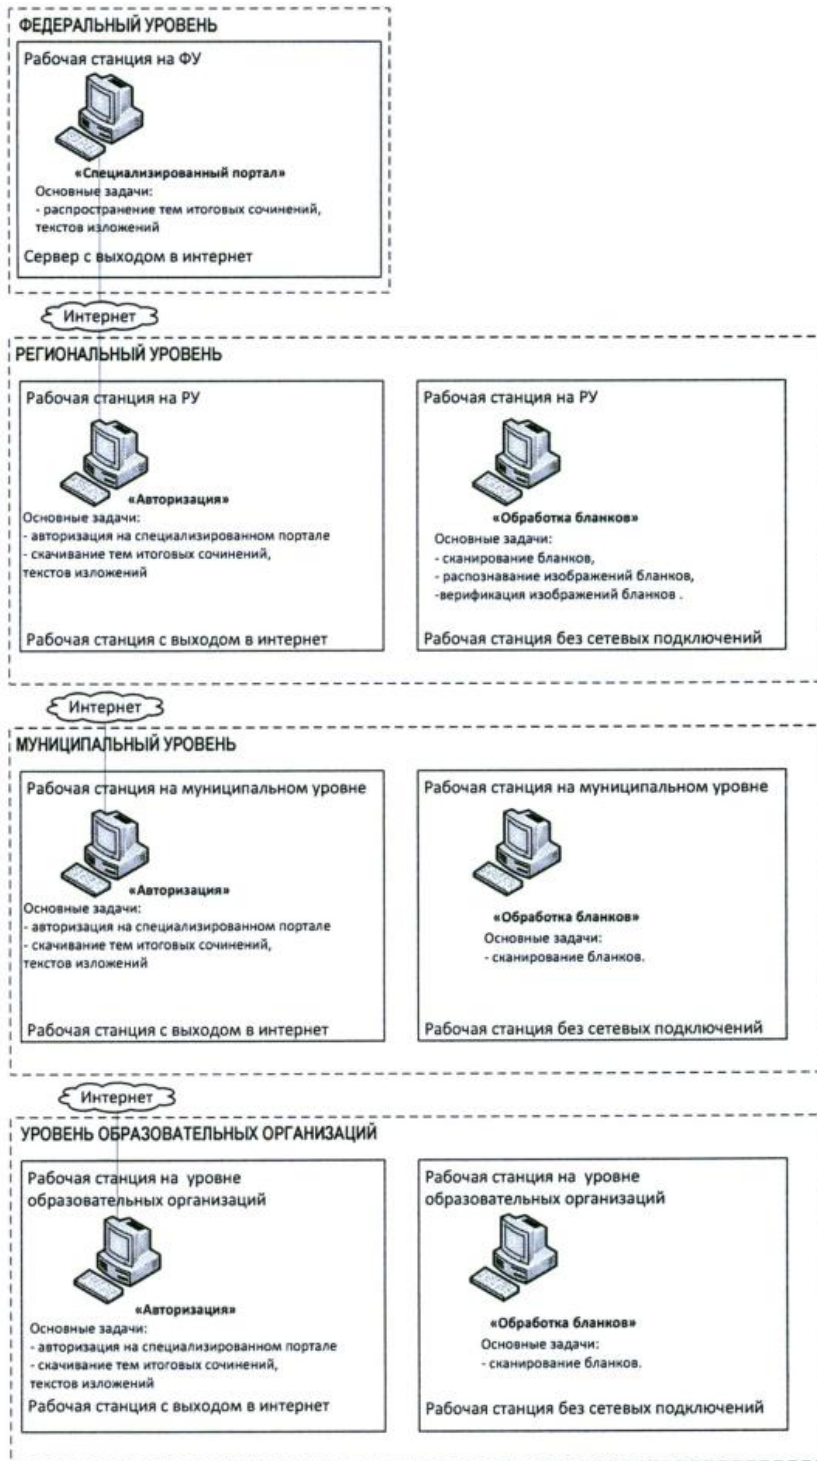 ФЕДЕРАЛЬНЫЙ УРОВЕНЬ
Рабочая станция на ФУ
«Специализированный портал»
Основные задачи:
- распространение тем итоговых сочинений,
текстов изложений
Сервер с выходом в интернет
Интернет
РЕГИОНАЛЬНЫЙ УРОВЕНЬ
Рабочая станция на РУ
«Авторизация»
Основные задачи:
- авторизация на специализированном портале
- скачивание тем итоговых сочинений,
текстов изложений
Рабочая станция с выходом в интернет
Рабочая станция на РУ
«Обработка бланков»
Основные задачи:
- сканирование бланков,
- распознавание изображений бланков,
-верификация изображений бланков .
Рабочая станция без сетевых подключений
Интернет
МУНИЦИПАЛЬНЫЙ УРОВЕНЬ
Рабочая станция на муниципальном уровне
«Авторизация»
Основные задачи:
- авторизация на специализированном портале
- скачивание тем итоговых сочинений,
текстов изложений
Рабочая станция с выходом в интернет
Рабочая станция на муниципальном уровне
«Обработка бланков»
Основные задачи:
- сканирование бланков.
Рабочая станция без сетевых подключений
Интернет
УРОВЕНЬ ОБРАЗОВАТЕЛЬНЫХ ОРГАНИЗАЦИЙ
Рабочая станция на уровне
образовательных организаций
«Авторизация»
Основные задачи:
- авторизация на специализированном портале
- скачивание тем итоговых сочинений,
текстов изложений
Рабочая станция с выходом в интернет
Рабочая станция на уровне
образовательных организаций
«Обработка бланков»
Основные задачи:
- сканирование бланков.
Рабочая станция без сетевых подключений